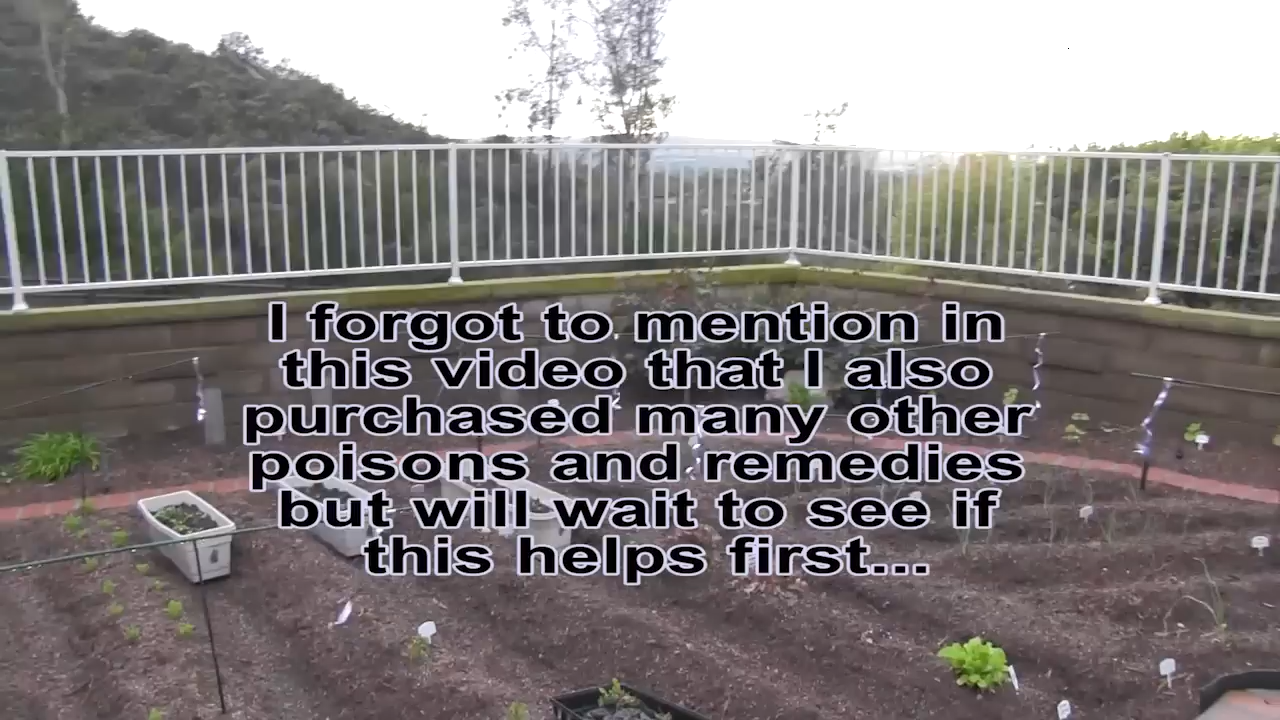 I forgot to mention in
this video that I also
purchased many other
poisons and remedies
but will wait to see if
this helps first...